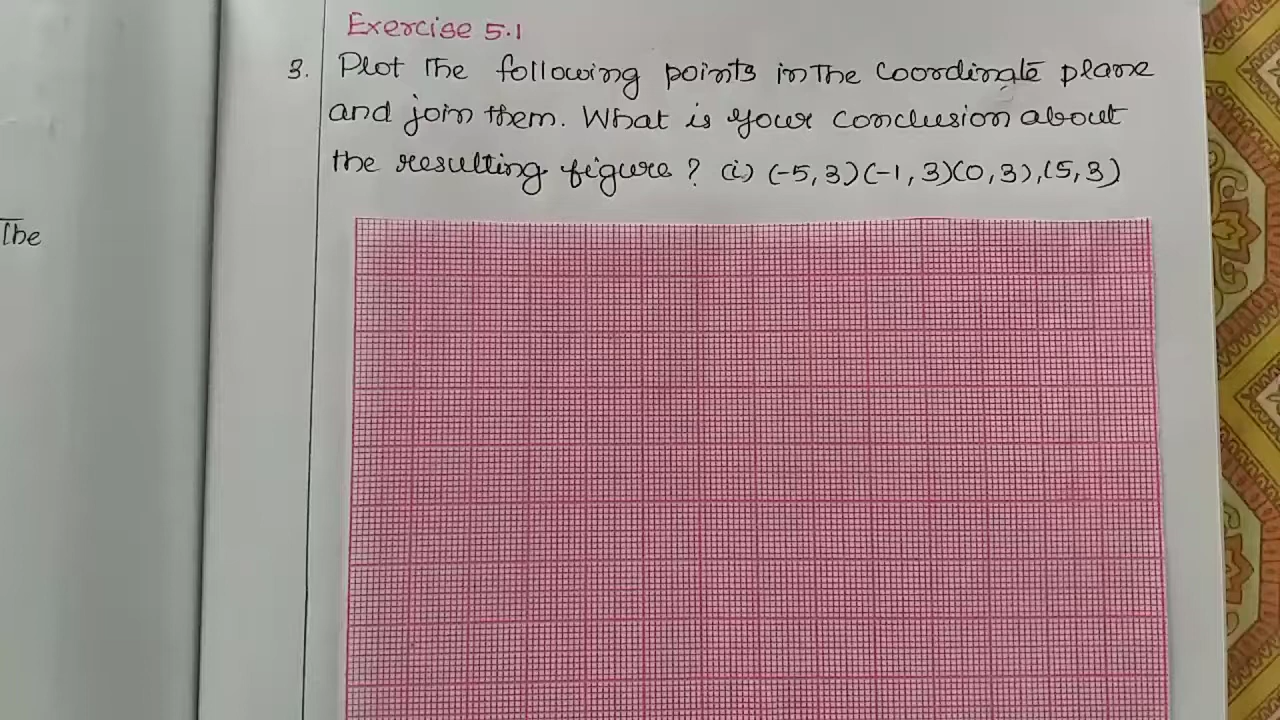 Exercise 5.1
3. Plot The following points in The coordinate plane
and join them. What is your conclusion about
the resulting figure? (i) (-5,3)(-1,3)(0,3),(5,3)
The